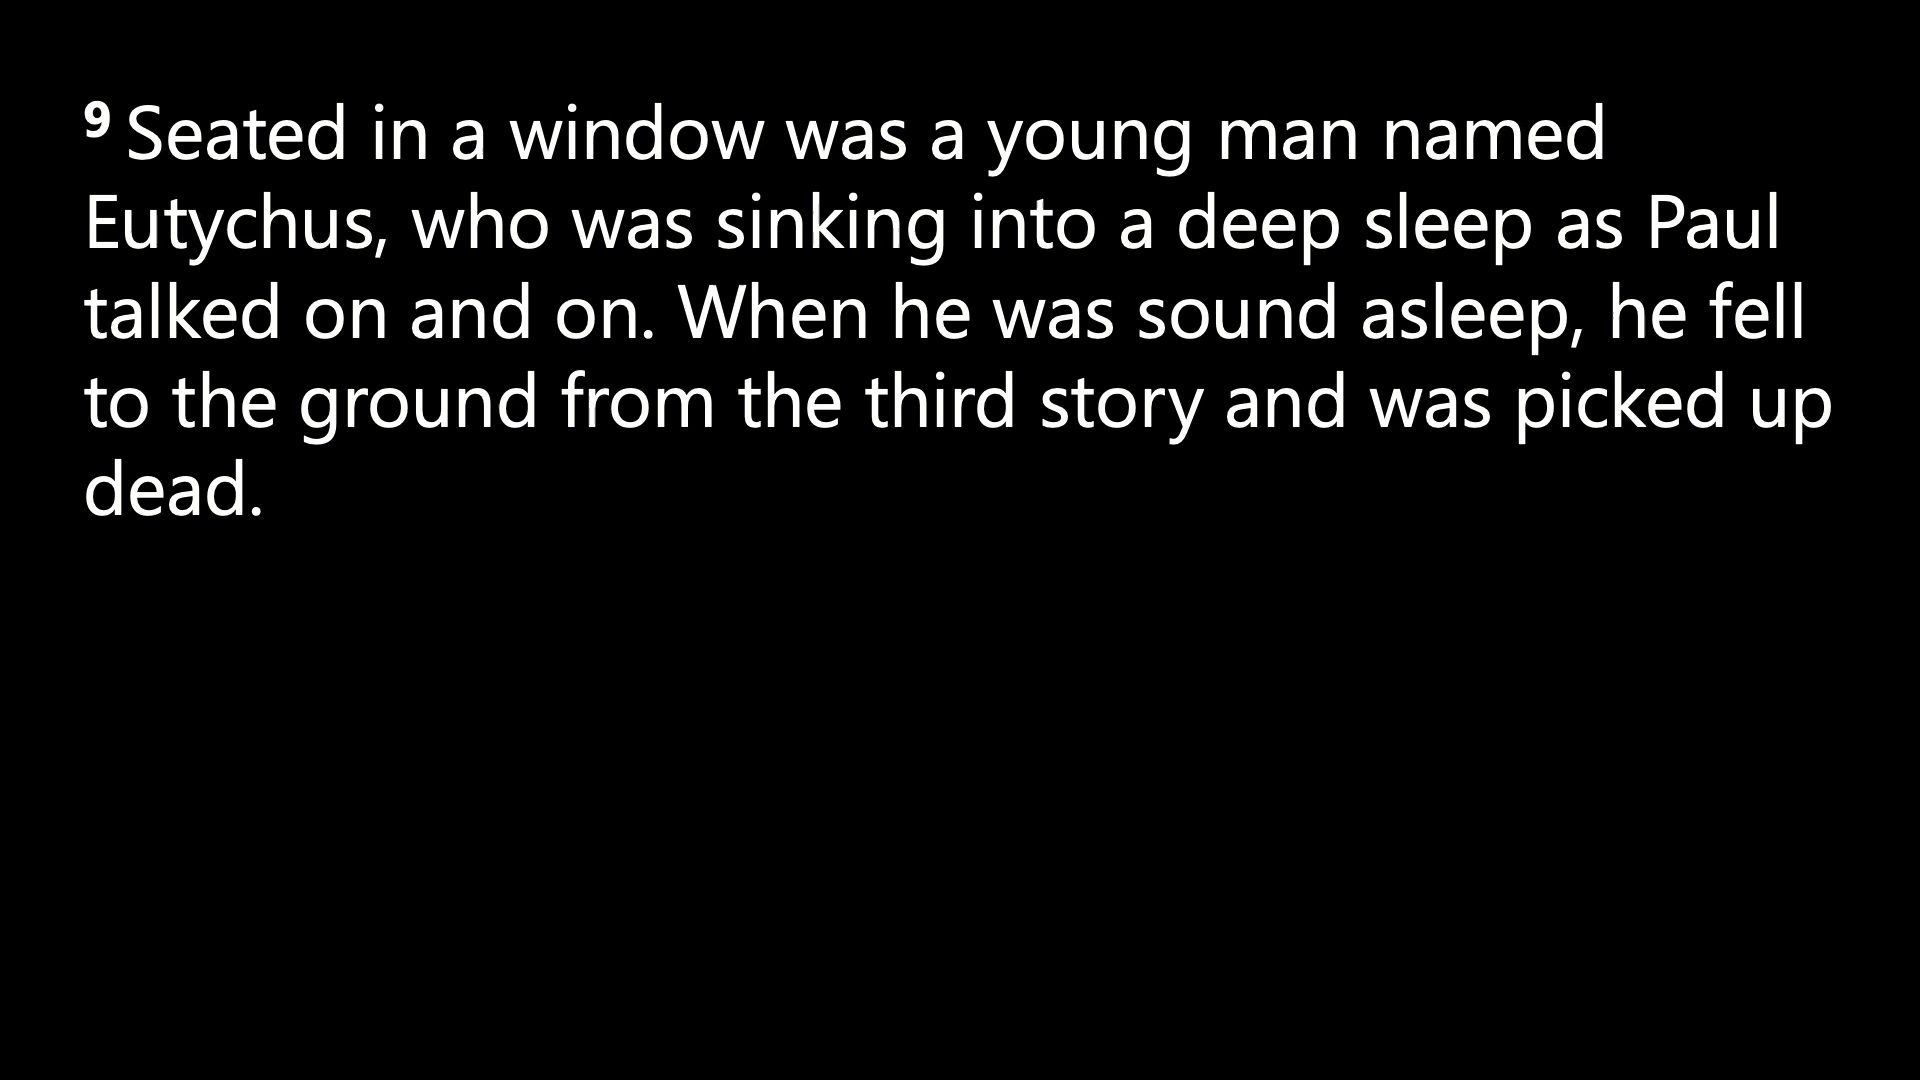 9 Seated in a window was a young man named
Eutychus, who was sinking into a deep sleep as Paul
talked on and on. When he was sound asleep, he fell
to the ground from the third story and was picked up
dead.